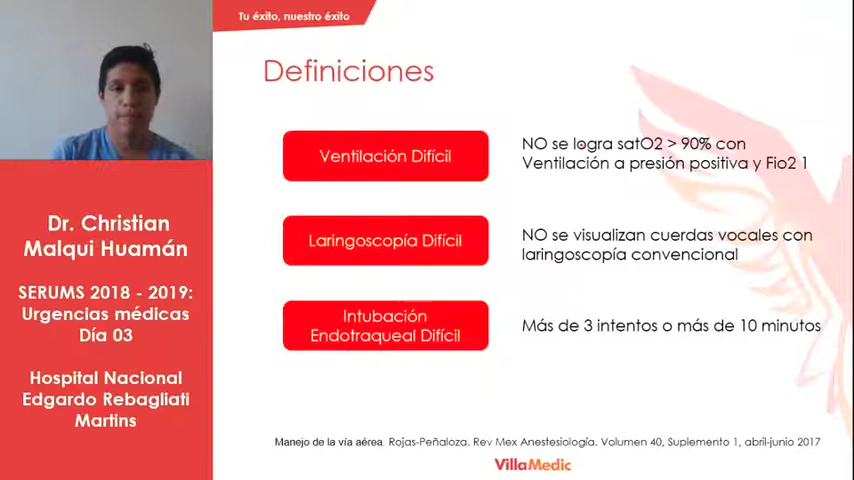 Tu éxito, nuestro éxito
Definiciones
Ventilación Difícil
NO se logra satO2 > 90% con
Ventilación a presión positiva y Fio2 1
Laringoscopía Difícil
NO se visualizan cuerdas vocales con
laringoscopía convencional
Intubación
Endotraqueal Difícil
Más de 3 intentos o más de 10 minutos
Dr. Christian
Malqui Huamán
SERUMS 2018 - 2019:
Urgencias médicas
Día 03
Hospital Nacional
Edgardo Rebagliati
Martins
Manejo de la vía aérea. Rojas-Peñaloza. Rev Mex Anestesiología. Volumen 40, Suplemento 1, abril-junio 2017
VillaMedic